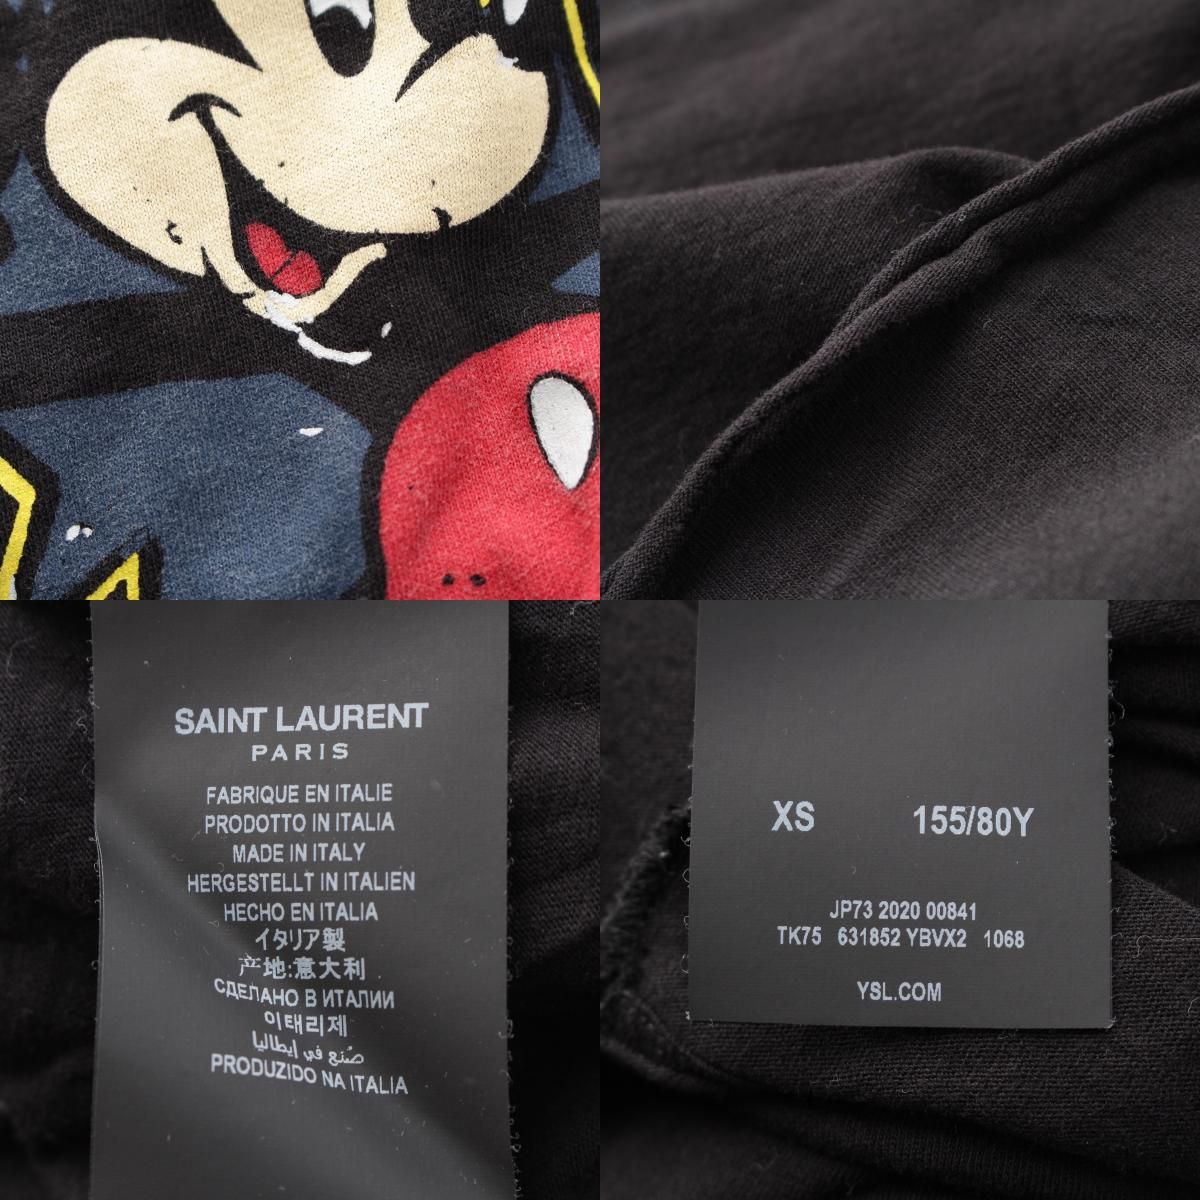 SAINT LAURENT
PARIS
FABRIQUE EN ITALIE
PRODOTTO IN ITALIA
MADE IN ITALY
HERGESTELLT IN ITALIEN
HECHO EN ITALIA
イタリア製
产地:意大利
СДЕЛАНО В ИТАЛИИ
이태리제
صُنع في إيطاليا
PRODUZIDO NA ITALIA
XS 155/80Y
JP73 2020 00841
TK75 631852 YBVX2 1068
YSL.COM